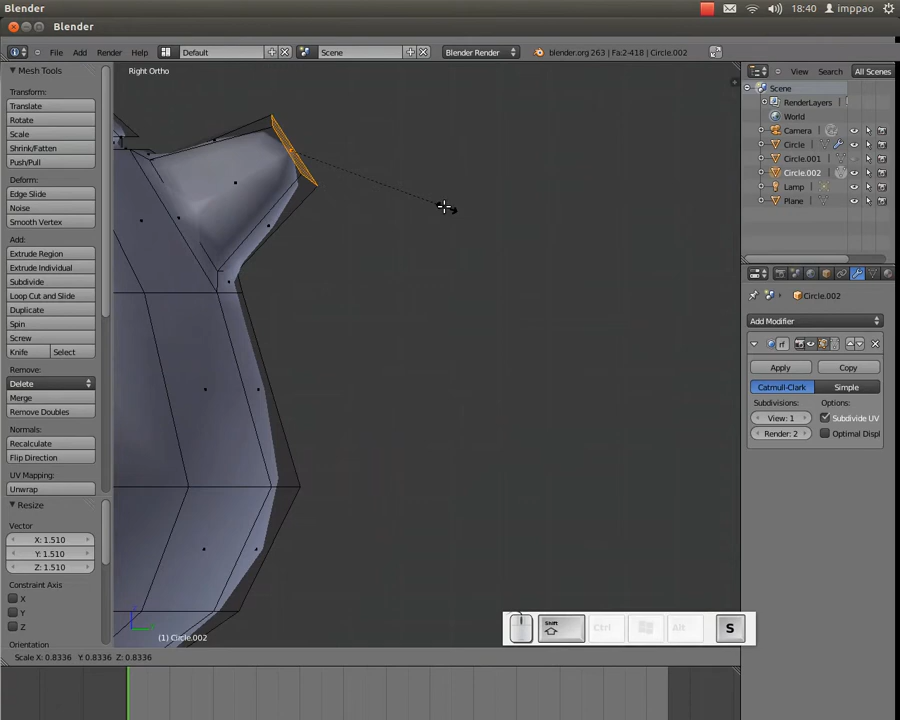 Blender
18:40
imppao
Blender
File
Add
Render
Help
Default
Scene
Blender Render
blender.org 263 | Fa:2-418 | Circle.002
Mesh Tools
Transform:
Translate
Rotate
Scale
Shrink/Fatten
Push/Pull
Deform:
Edge Slide
Noise
Smooth Vertex
Add:
Extrude Region
Extrude Individual
Subdivide
Loop Cut and Slide
Duplicate
Spin
Screw
Knife
Select
Remove:
Delete
Merge
Remove Doubles
Normals:
Recalculate
Flip Direction
UV Mapping:
Unwrap
Resize
Vector
X: 1.510
Y: 1.510
Z: 1.510
Constraint Axis
X
Y
Z
Orientation
Right Ortho
(1) Circle.002
Scale X: 0.8336 Y: 0.8336 Z: 0.8336
Shift
Ctrl
Alt
S
View
Search
All Scenes
Scene
RenderLayers
World
Camera
Circle
Circle.001
Circle.002
Lamp
Plane
Circle.002
Add Modifier
rf
Apply
Copy
Catmull-Clark
Simple
Subdivisions:
Options:
View: 1
Subdivide UV
Render: 2
Optimal Displ